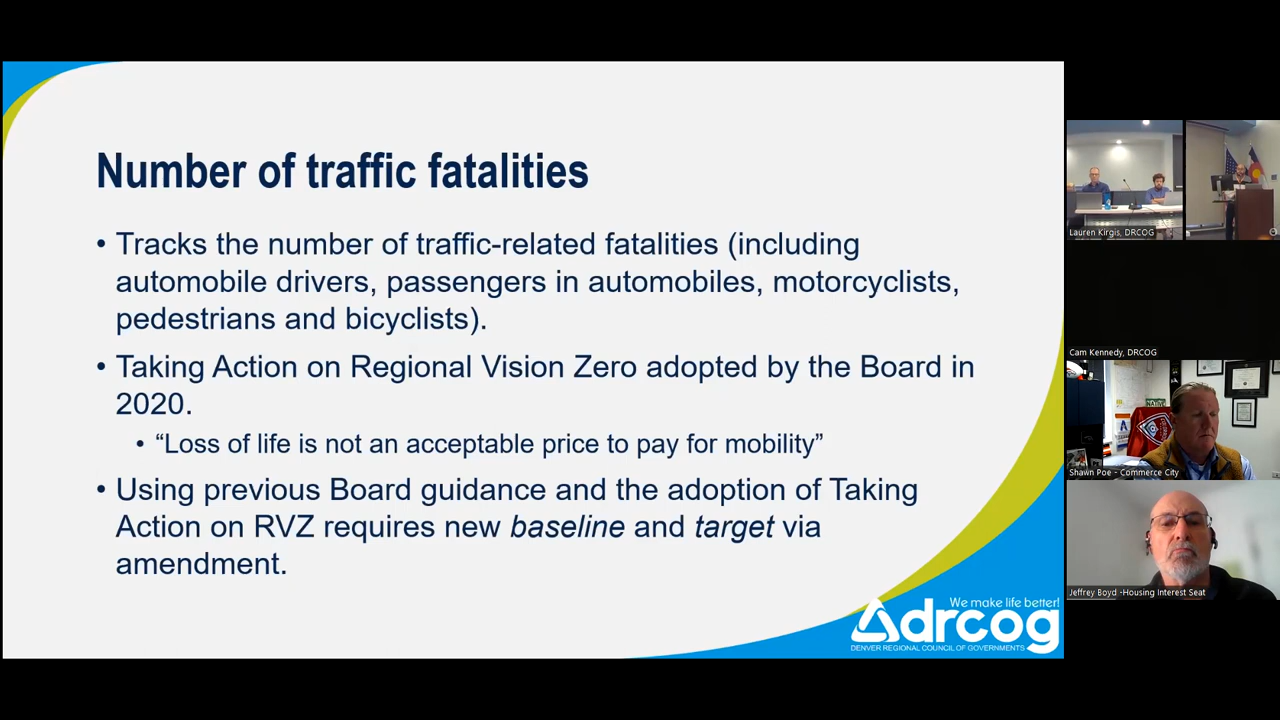 Number of traffic fatalities
• Tracks the number of traffic-related fatalities (including
automobile drivers, passengers in automobiles, motorcyclists,
pedestrians and bicyclists).
• Taking Action on Regional Vision Zero adopted by the Board in
2020.
• “Loss of life is not an acceptable price to pay for mobility”
• Using previous Board guidance and the adoption of Taking
Action on RVZ requires new baseline and target via
amendment.
We make life better!
drcog
DENVER REGIONAL COUNCIL OF GOVERNMENTS
Lauren Kirgis, DRCOG
Cam Kennedy, DRCOG
NATIVE
Shawn Poe - Commerce City
Jeffrey Boyd -Housing Interest Seat